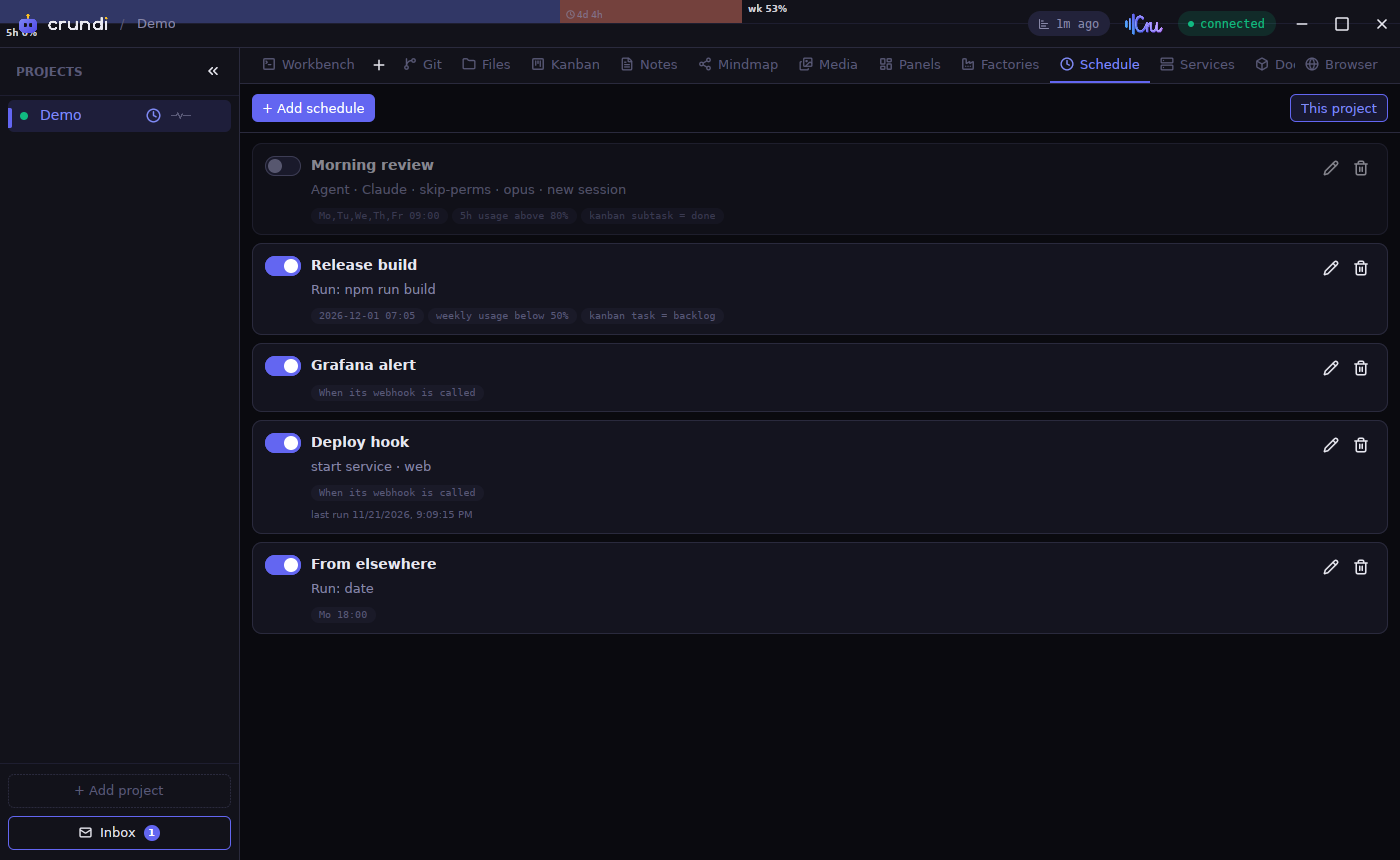 4d 4h
wk 53%
crundi / Demo
1m ago
connected
PROJECTS
Workbench
Git
Files
Kanban
Notes
Mindmap
Media
Panels
Factories
Schedule
Services
Browser
Demo
+ Add schedule
This project
Morning review
Agent · Claude · skip-perms · opus · new session
Mo,Tu,We,Th,Fr 09:00
5h usage above 80%
kanban subtask = done
Release build
Run: npm run build
2026-12-01 07:05
weekly usage below 50%
kanban task = backlog
Grafana alert
When its webhook is called
Deploy hook
start service · web
When its webhook is called
last run 11/21/2026, 9:09:15 PM
From elsewhere
Run: date
Mo 18:00
+ Add project
Inbox 1